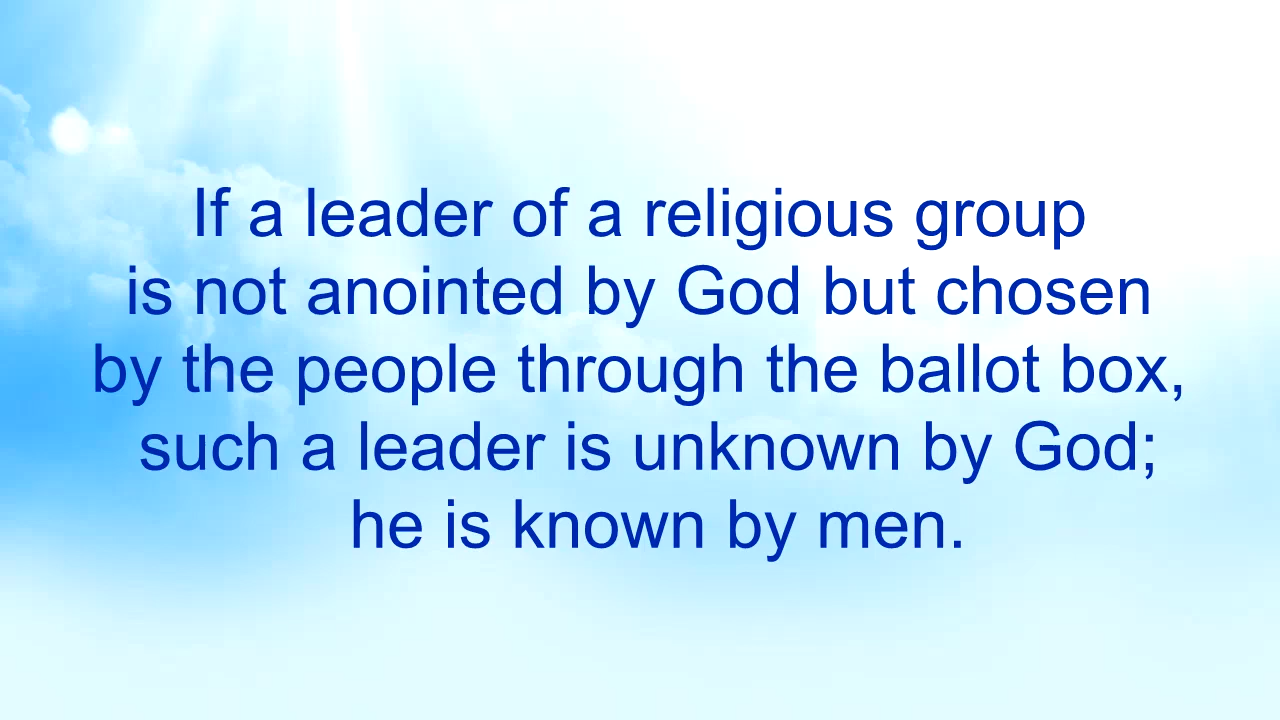 If a leader of a religious group
is not anointed by God but chosen
by the people through the ballot box,
such a leader is unknown by God;
he is known by men.